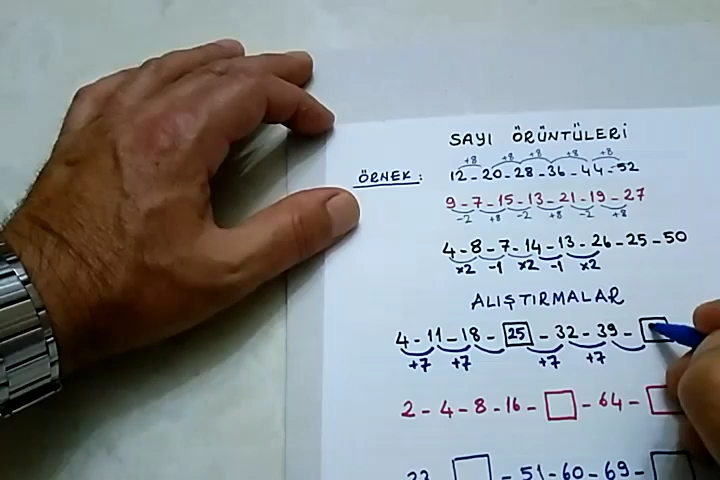 SAYI ÖRÜNTÜLERİ
+8 +8 +8 +8 +8
ÖRNEK: 12-20-28-36-44-52
9-7-15-13-21-19-27
-2 +8 -2 +8 -2 +8
4-8-7-14-13-26-25-50
x2 -1 x2 -1 x2
ALIŞTIRMALAR
4-11-18-25-32-39-
+7 +7 +7 +7
2-4-8-16- -64-
-51-60-69-